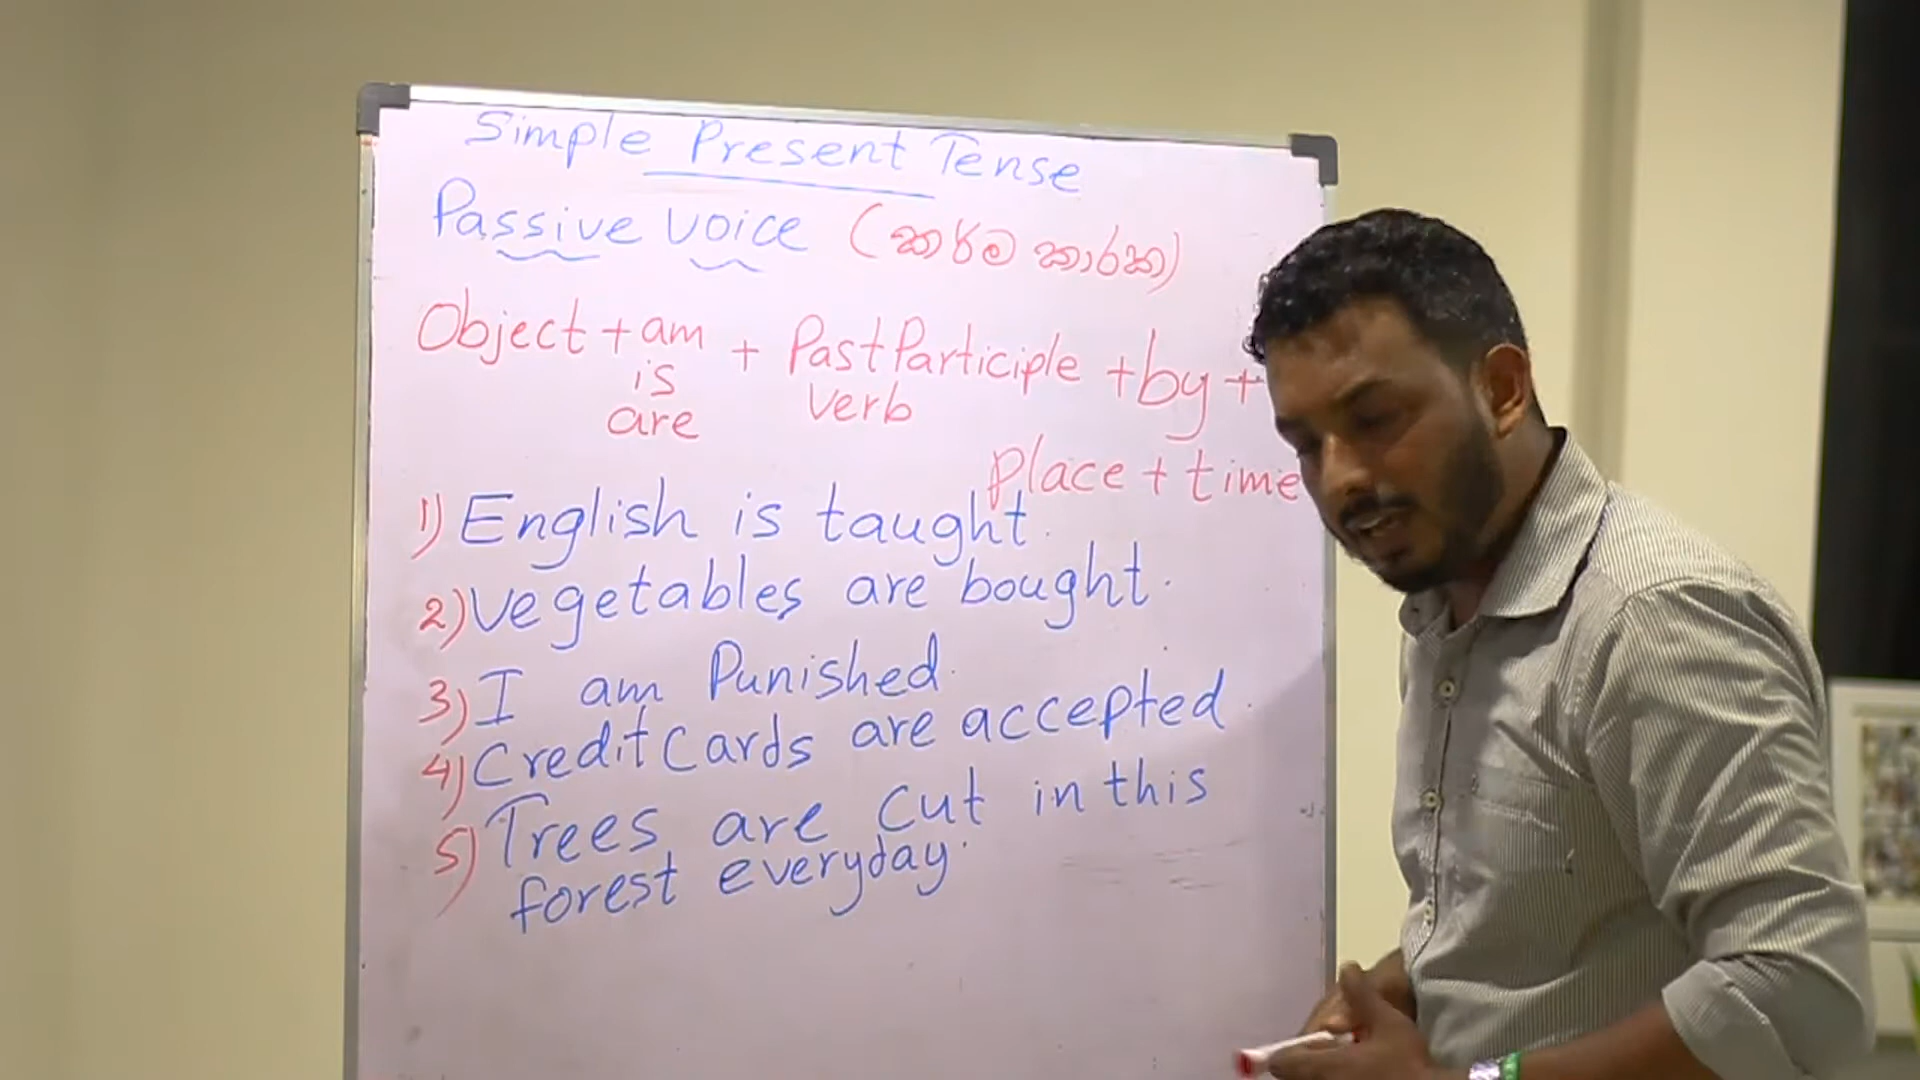 Simple Present Tense
Passive voice (කර්ම කාරක)
Object + am + Past Participle + by +
is verb
are
place + time
1) English is taught.
2) Vegetables are bought.
3) I am Punished.
4) Credit Cards are accepted.
5) Trees are cut in this
forest everyday.